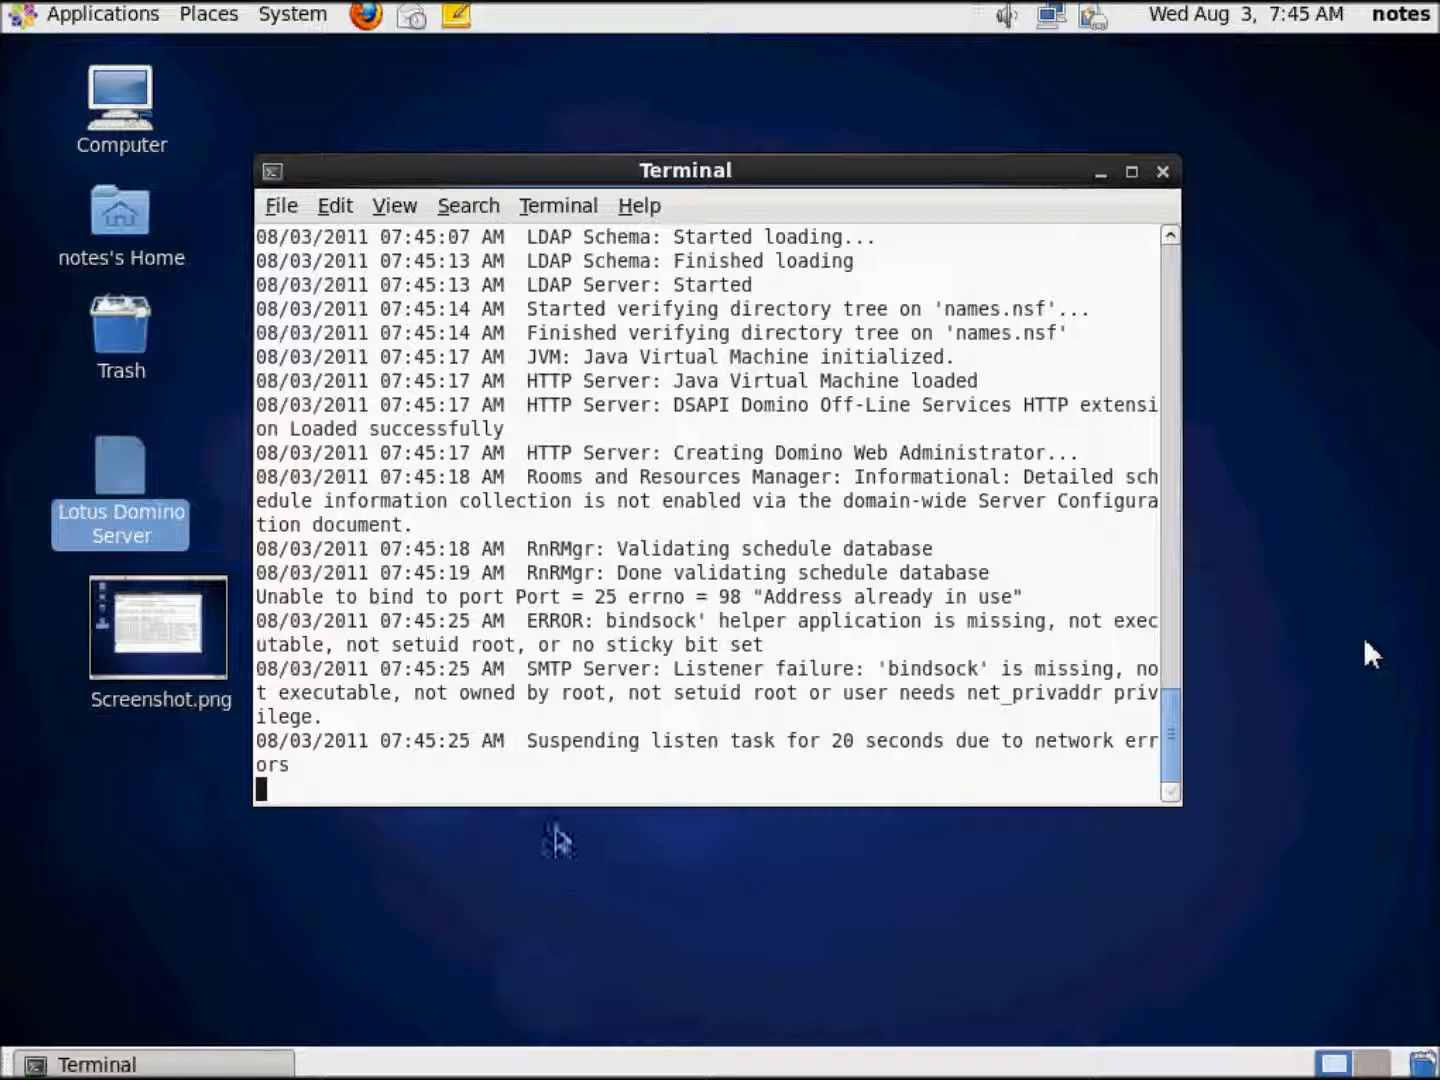 Applications Places System Wed Aug 3, 7:45 AM notes
Computer
notes's Home
Trash
Lotus Domino
Server
Screenshot.png
Terminal
File Edit View Search Terminal Help
08/03/2011 07:45:07 AM  LDAP Schema: Started loading...
08/03/2011 07:45:13 AM  LDAP Schema: Finished loading
08/03/2011 07:45:13 AM  LDAP Server: Started
08/03/2011 07:45:14 AM  Started verifying directory tree on 'names.nsf'...
08/03/2011 07:45:14 AM  Finished verifying directory tree on 'names.nsf'
08/03/2011 07:45:17 AM  JVM: Java Virtual Machine initialized.
08/03/2011 07:45:17 AM  HTTP Server: Java Virtual Machine loaded
08/03/2011 07:45:17 AM  HTTP Server: DSAPI Domino Off-Line Services HTTP extensi
on Loaded successfully
08/03/2011 07:45:17 AM  HTTP Server: Creating Domino Web Administrator...
08/03/2011 07:45:18 AM  Rooms and Resources Manager: Informational: Detailed sch
edule information collection is not enabled via the domain-wide Server Configura
tion document.
08/03/2011 07:45:18 AM  RnRMgr: Validating schedule database
08/03/2011 07:45:19 AM  RnRMgr: Done validating schedule database
Unable to bind to port Port = 25 errno = 98 "Address already in use"
08/03/2011 07:45:25 AM  ERROR: bindsock' helper application is missing, not exec
utable, not setuid root, or no sticky bit set
08/03/2011 07:45:25 AM  SMTP Server: Listener failure: 'bindsock' is missing, no
t executable, not owned by root, not setuid root or user needs net_privaddr priv
ilege.
08/03/2011 07:45:25 AM  Suspending listen task for 20 seconds due to network err
ors
Terminal